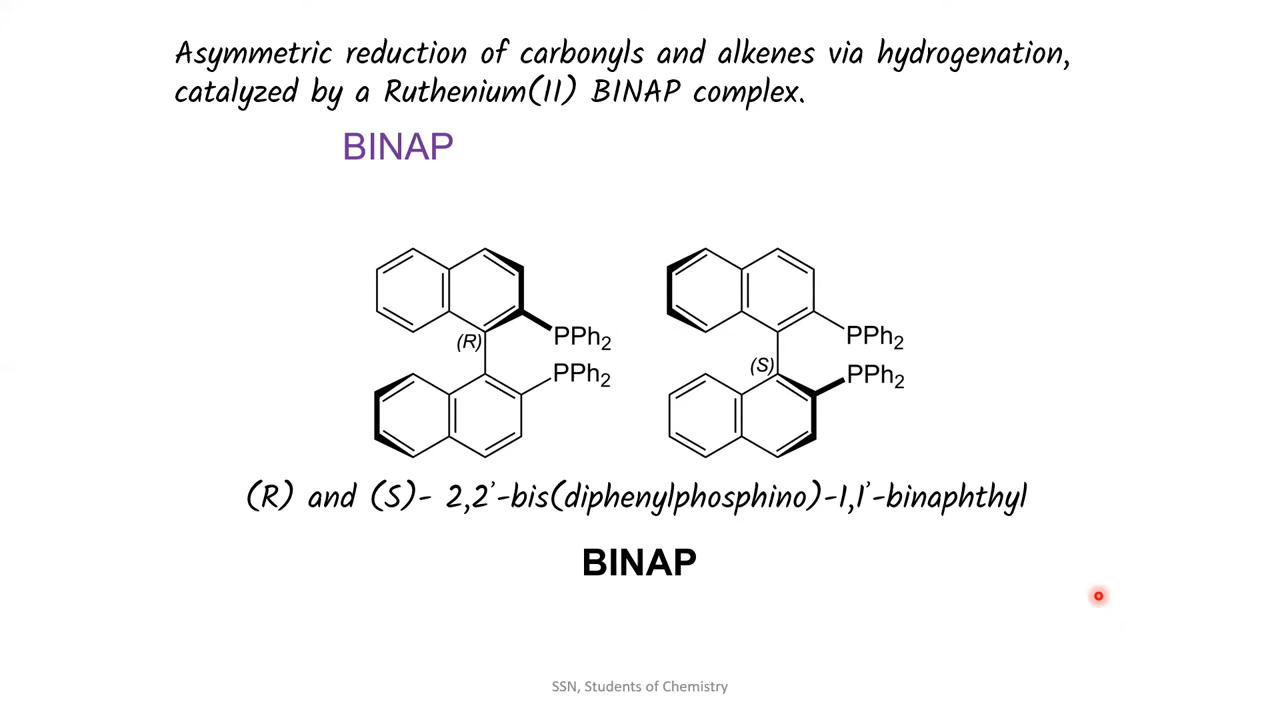 Asymmetric reduction of carbonyls and alkenes via hydrogenation,
catalyzed by a Ruthenium(II) BINAP complex.
BINAP
(R)
PPh₂
PPh₂
(S)
PPh₂
PPh₂
(R) and (S)- 2,2'-bis(diphenylphosphino)-1,1'-binaphthyl
BINAP
SSN, Students of Chemistry